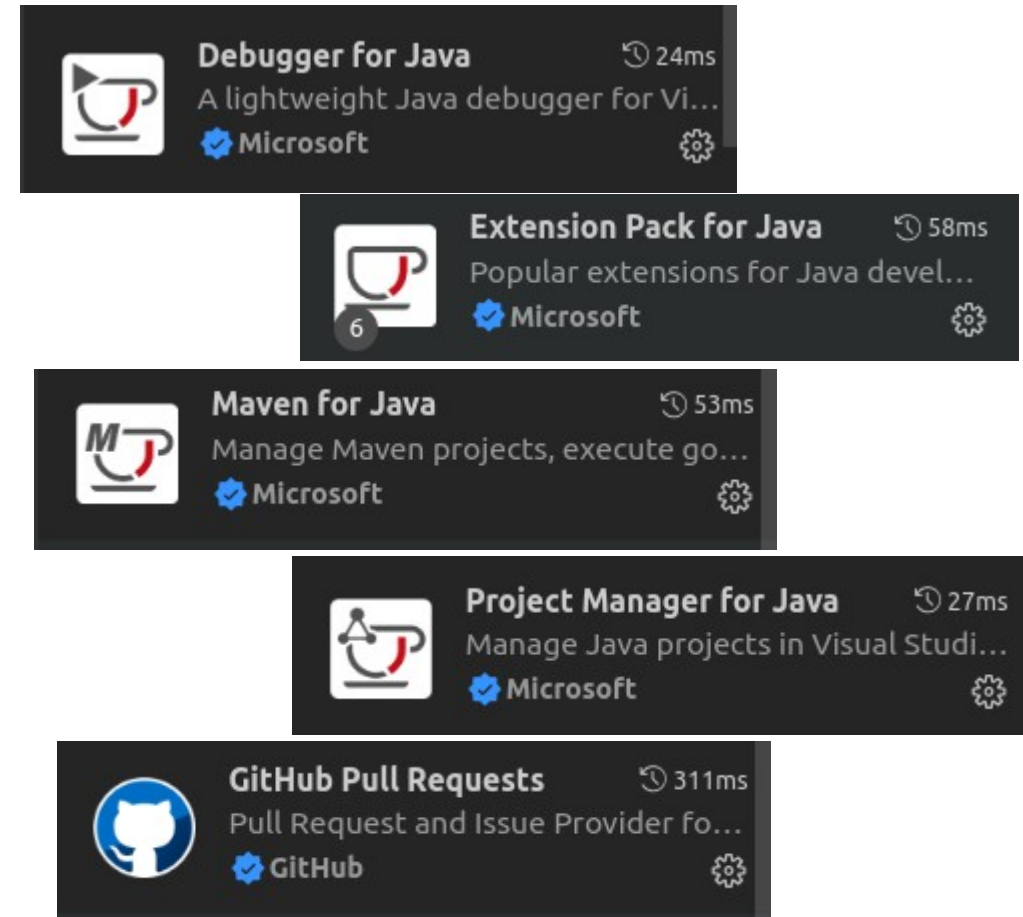 Debugger for Java 24ms
A lightweight Java debugger for Vi...
Microsoft
Extension Pack for Java 58ms
Popular extensions for Java devel...
6 Microsoft
Maven for Java 53ms
M
Manage Maven projects, execute go...
Microsoft
Project Manager for Java 27ms
Manage Java projects in Visual Studi...
Microsoft
GitHub Pull Requests 311ms
Pull Request and Issue Provider fo...
GitHub